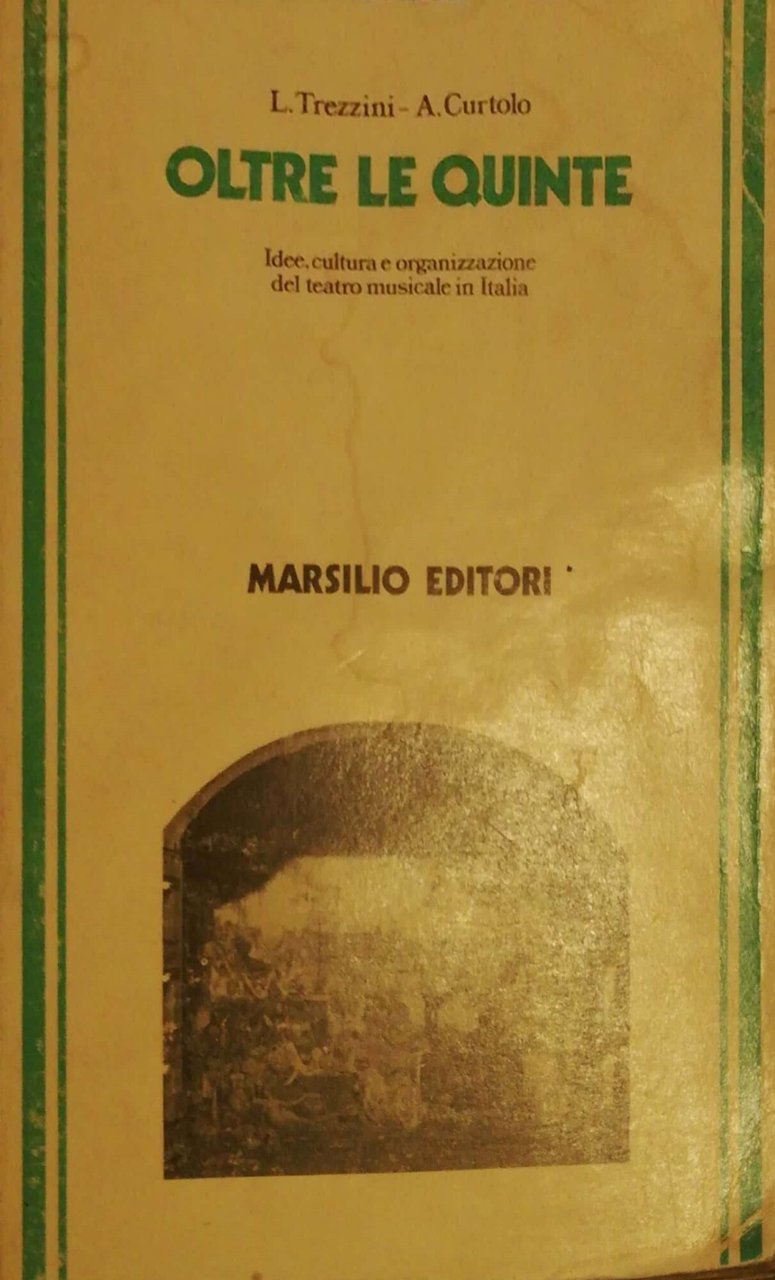 L. Trezzini - A. Curtolo
OLTRE LE QUINTE
Idee, cultura e organizzazione
del teatro musicale in Italia
MARSILIO EDITORI